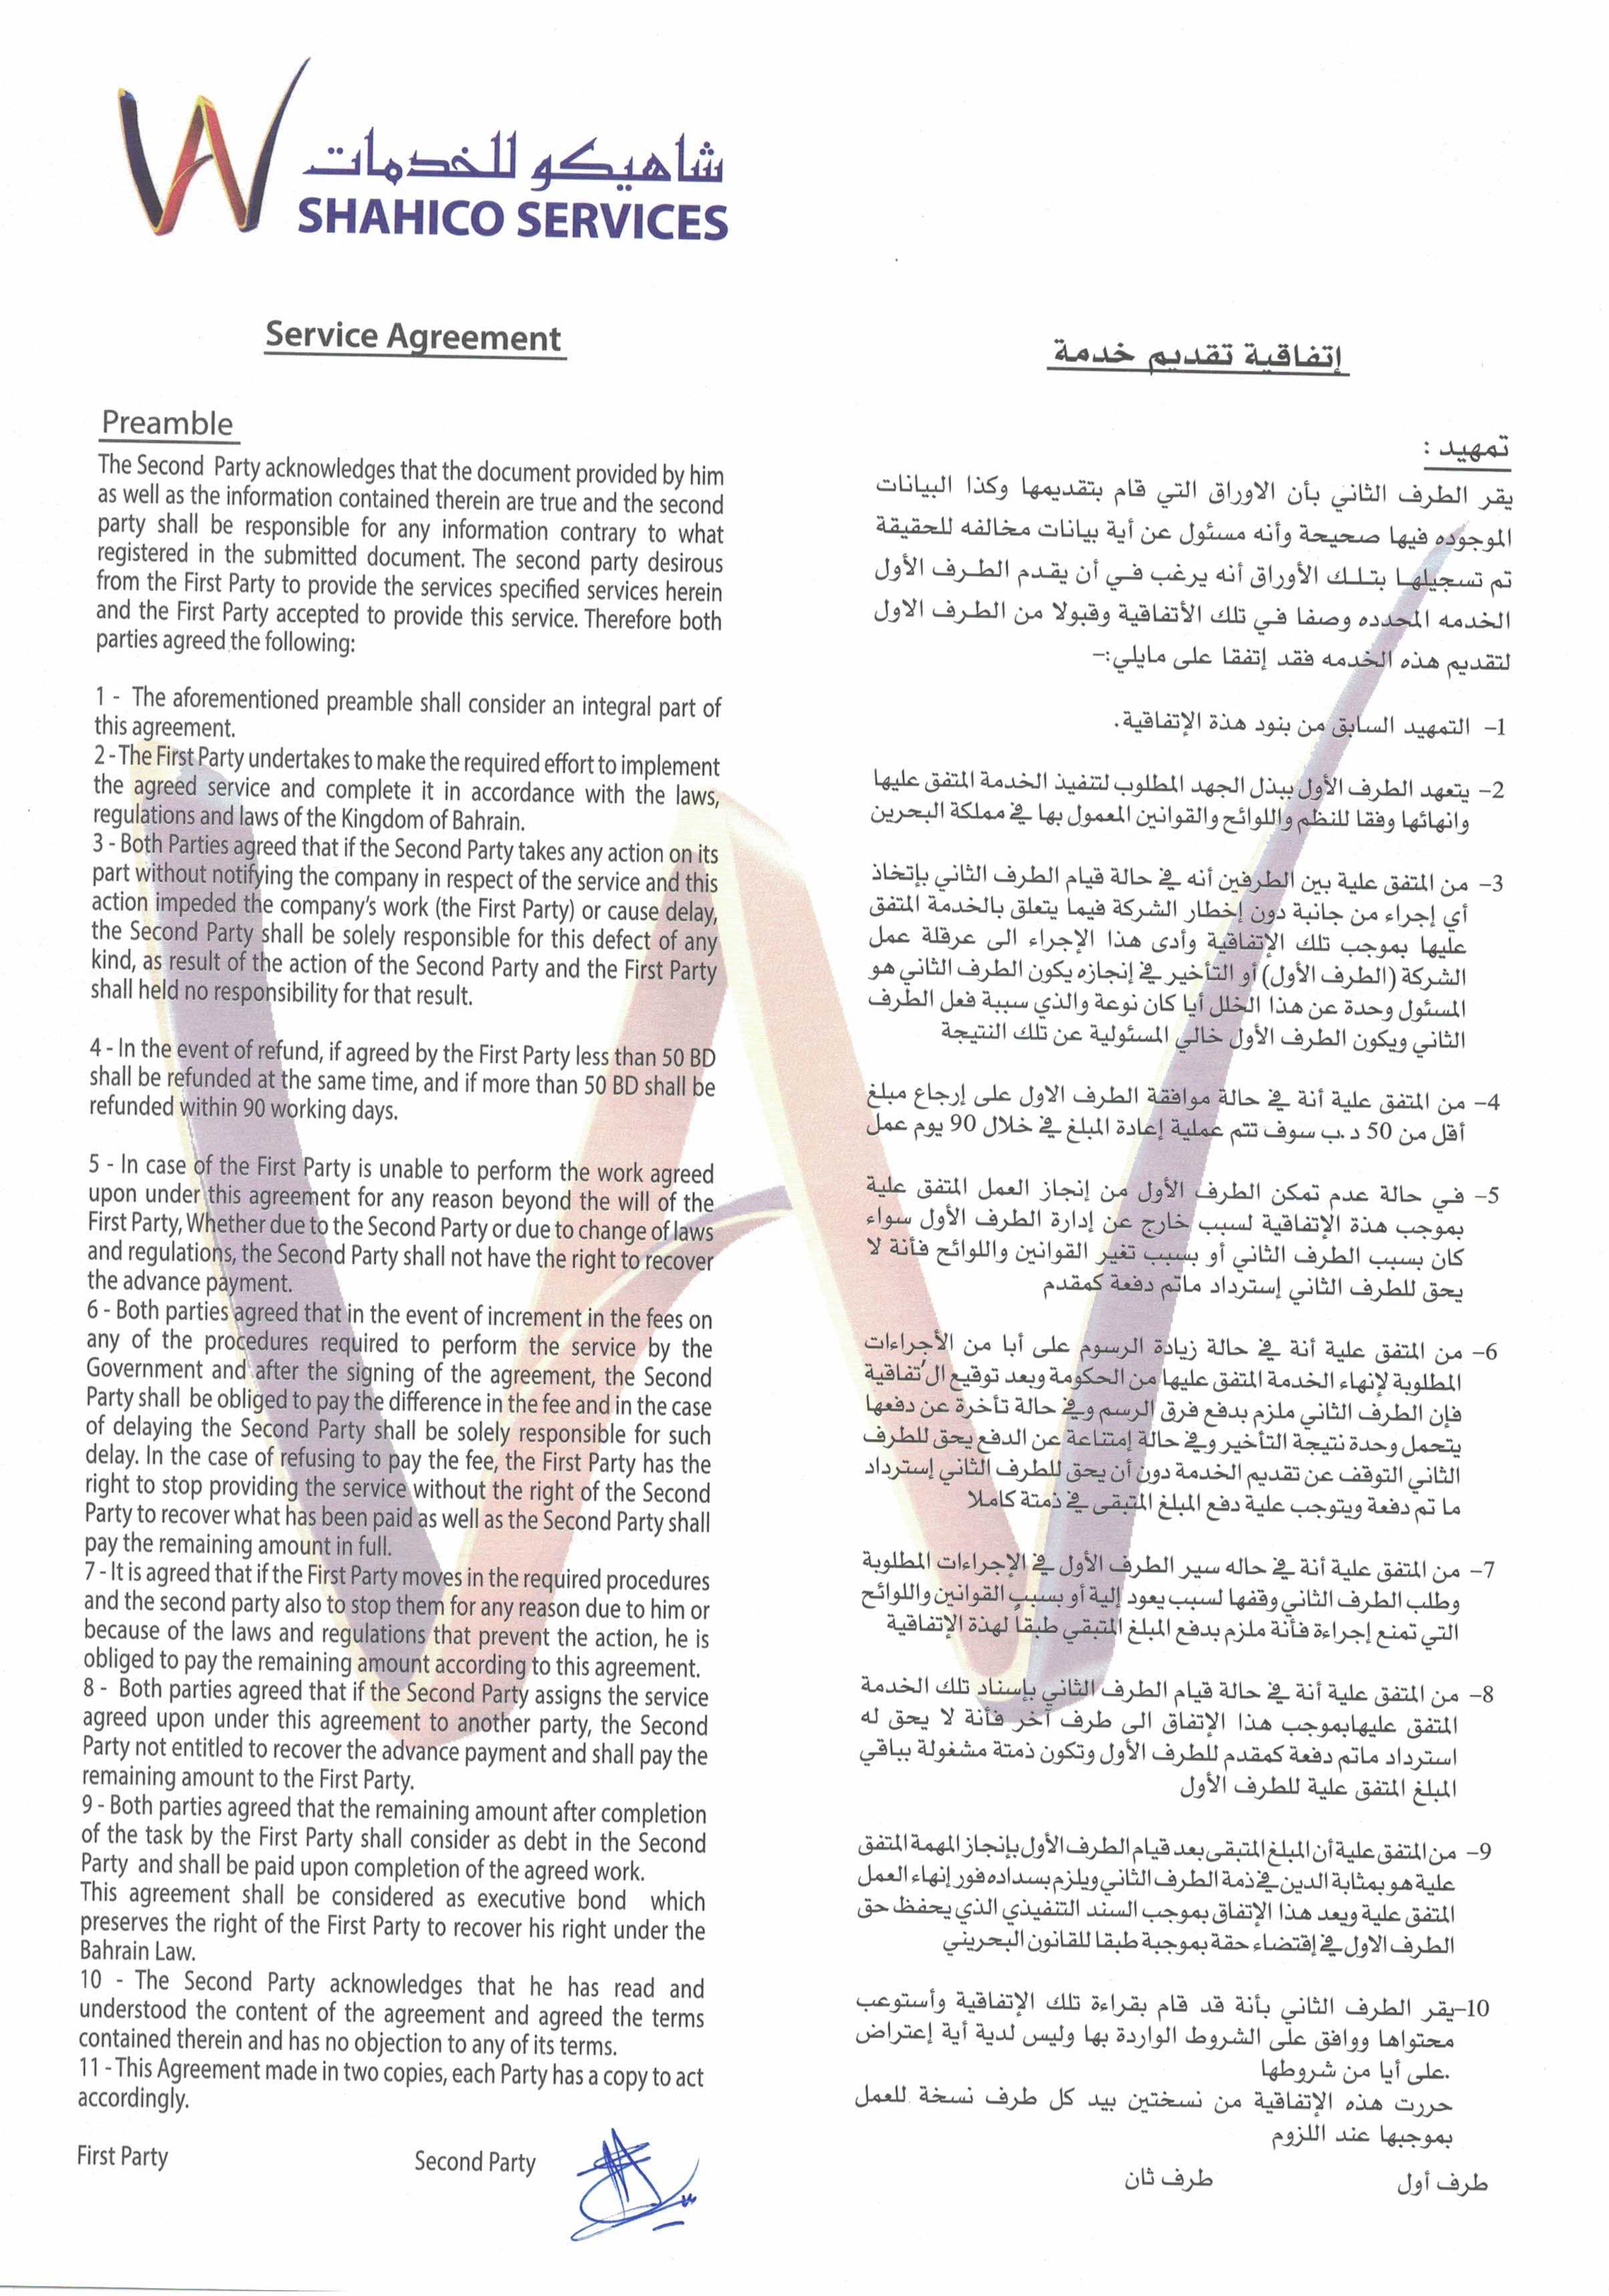 شاهيكو للخدمات
SHAHICO SERVICES
Service Agreement
Preamble
The Second Party acknowledges that the document provided by him
as well as the information contained therein are true and the second
party shall be responsible for any information contrary to what
registered in the submitted document. The second party desirous
from the First Party to provide the services specified services herein
and the First Party accepted to provide this service. Therefore both
parties agreed the following:
1 - The aforementioned preamble shall consider an integral part of
this agreement.
2 - The First Party undertakes to make the required effort to implement
the agreed service and complete it in accordance with the laws,
regulations and laws of the Kingdom of Bahrain.
3 - Both Parties agreed that if the Second Party takes any action on its
part without notifying the company in respect of the service and this
action impeded the company's work (the First Party) or cause delay,
the Second Party shall be solely responsible for this defect of any
kind, as result of the action of the Second Party and the First Party
shall held no responsibility for that result.
4 - In the event of refund, if agreed by the First Party less than 50 BD
shall be refunded at the same time, and if more than 50 BD shall be
refunded within 90 working days.
5 - In case of the First Party is unable to perform the work agreed
upon under this agreement for any reason beyond the will of the
First Party, Whether due to the Second Party or due to change of laws
and regulations, the Second Party shall not have the right to recover
the advance payment.
6 - Both parties agreed that in the event of increment in the fees on
any of the procedures required to perform the service by the
Government and after the signing of the agreement, the Second
Party shall be obliged to pay the difference in the fee and in the case
of delaying the Second Party shall be solely responsible for such
delay. In the case of refusing to pay the fee, the First Party has the
right to stop providing the service without the right of the Second
Party to recover what has been paid as well as the Second Party shall
pay the remaining amount in full.
7 - It is agreed that if the First Party moves in the required procedures
and the second party also to stop them for any reason due to him or
because of the laws and regulations that prevent the action, he is
obliged to pay the remaining amount according to this agreement.
8 - Both parties agreed that if the Second Party assigns the service
agreed upon under this agreement to another party, the Second
Party not entitled to recover the advance payment and shall pay the
remaining amount to the First Party.
9 - Both parties agreed that the remaining amount after completion
of the task by the First Party shall consider as debt in the Second
Party and shall be paid upon completion of the agreed work.
This agreement shall be considered as executive bond which
preserves the right of the First Party to recover his right under the
Bahrain Law.
10 - The Second Party acknowledges that he has read and
understood the content of the agreement and agreed the terms
contained therein and has no objection to any of its terms.
11 - This Agreement made in two copies, each Party has a copy to act
accordingly.
First Party Second Party
إتفاقية تقديم خدمة
تمهيد :
يقر الطرف الثاني بأن الاوراق التي قام بتقديمها وكذا البيانات
الموجوده فيها صحيحة وأنه مسئول عن أية بيانات مخالفه للحقيقة
تم تسجيلها بتلك الأوراق أنه يرغب في أن يقدم الطرف الأول
الخدمه المحدده وصفا في تلك الأتفاقية وقبولا من الطرف الاول
لتقديم هذه الخدمه فقد إتفقا على مايلي:-
1- التمهيد السابق من بنود هذة الإتفاقية.
2- يتعهد الطرف الأول ببذل الجهد المطلوب لتنفيذ الخدمة المتفق عليها
وانهائها وفقا للنظم واللوائح والقوانين المعمول بها في مملكة البحرين
3- من المتفق علية بين الطرفين أنه في حالة قيام الطرف الثاني بإتخاذ
أي إجراء من جانبة دون إخطار الشركة فيما يتعلق بالخدمة المتفق
عليها بموجب تلك الإتفاقية وأدى هذا الإجراء الى عرقلة عمل
الشركة (الطرف الأول) أو التأخير في إنجازه يكون الطرف الثاني هو
المسئول وحدة عن هذا الخلل أيا كان نوعة والذي سببة فعل الطرف
الثاني ويكون الطرف الأول خالي المسئولية عن تلك النتيجة
4- من المتفق علية أنة في حالة موافقة الطرف الاول على إرجاع مبلغ
أقل من 50 د.ب سوف تتم عملية إعادة المبلغ في خلال 90 يوم عمل
5- في حالة عدم تمكن الطرف الأول من إنجاز العمل المتفق علية
بموجب هذة الإتفاقية لسبب خارج عن إدارة الطرف الأول سواء
كان بسبب الطرف الثاني أو بسبب تغير القوانين واللوائح فأنة لا
يحق للطرف الثاني إسترداد ماتم دفعة كمقدم
6- من المتفق علية أنة في حالة زيادة الرسوم على أبا من الأجراءات
المطلوبة لإنهاء الخدمة المتفق عليها من الحكومة وبعد توقيع ال´تفاقية
فإن الطرف الثاني ملزم بدفع فرق الرسم وفي حالة تأخرة عن دفعها
يتحمل وحدة نتيجة التأخير وفي حالة إمتناعة عن الدفع يحق للطرف
الثاني التوقف عن تقديم الخدمة دون أن يحق للطرف الثاني إسترداد
ما تم دفعة ويتوجب علية دفع المبلغ المتبقى في ذمتة كاملا
7- من المتفق علية أنة في حاله سير الطرف الأول في الإجراءات المطلوبة
وطلب الطرف الثاني وقفها لسبب يعود إلية أو بسبب القوانين واللوائح
التي تمنع إجراءة فأنة ملزم بدفع المبلغ المتبقي طبقاً لهذة الإتفاقية
8- من المتفق علية أنة في حالة قيام الطرف الثاني بإسناد تلك الخدمة
المتفق عليهابموجب هذا الإتفاق الى طرف آخر فأنة لا يحق له
استرداد ماتم دفعة كمقدم للطرف الأول وتكون ذمتة مشغولة بباقي
المبلغ المتفق علية للطرف الأول
9- من المتفق علية أن المبلغ المتبقى بعد قيام الطرف الأول بإنجاز المهمة المتفق
علية هو بمثابة الدين في ذمة الطرف الثاني ويلزم بسداده فور إنهاء العمل
المتفق علية ويعد هذا الإتفاق بموجب السند التنفيذي الذي يحفظ حق
الطرف الاول في إقتضاء حقة بموجبة طبقا للقانون البحريني
10-يقر الطرف الثاني بأنة قد قام بقراءة تلك الإتفاقية وأستوعب
محتواها ووافق على الشروط الواردة بها وليس لدية أية إعتراض
.على أيا من شروطها
حررت هذه الإتفاقية من نسختين بيد كل طرف نسخة للعمل
بموجبها عند اللزوم
طرف أول طرف ثان